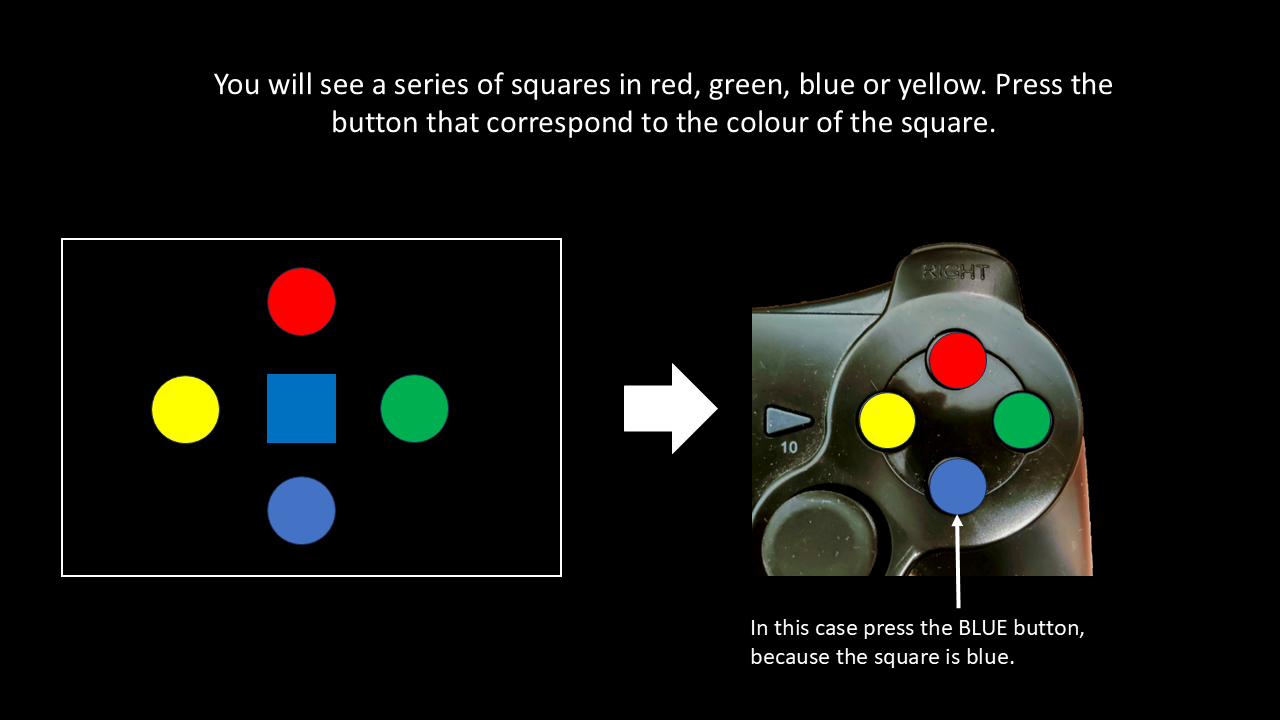 You will see a series of squares in red, green, blue or yellow. Press the
button that correspond to the colour of the square.
RIGHT
10
In this case press the BLUE button,
because the square is blue.